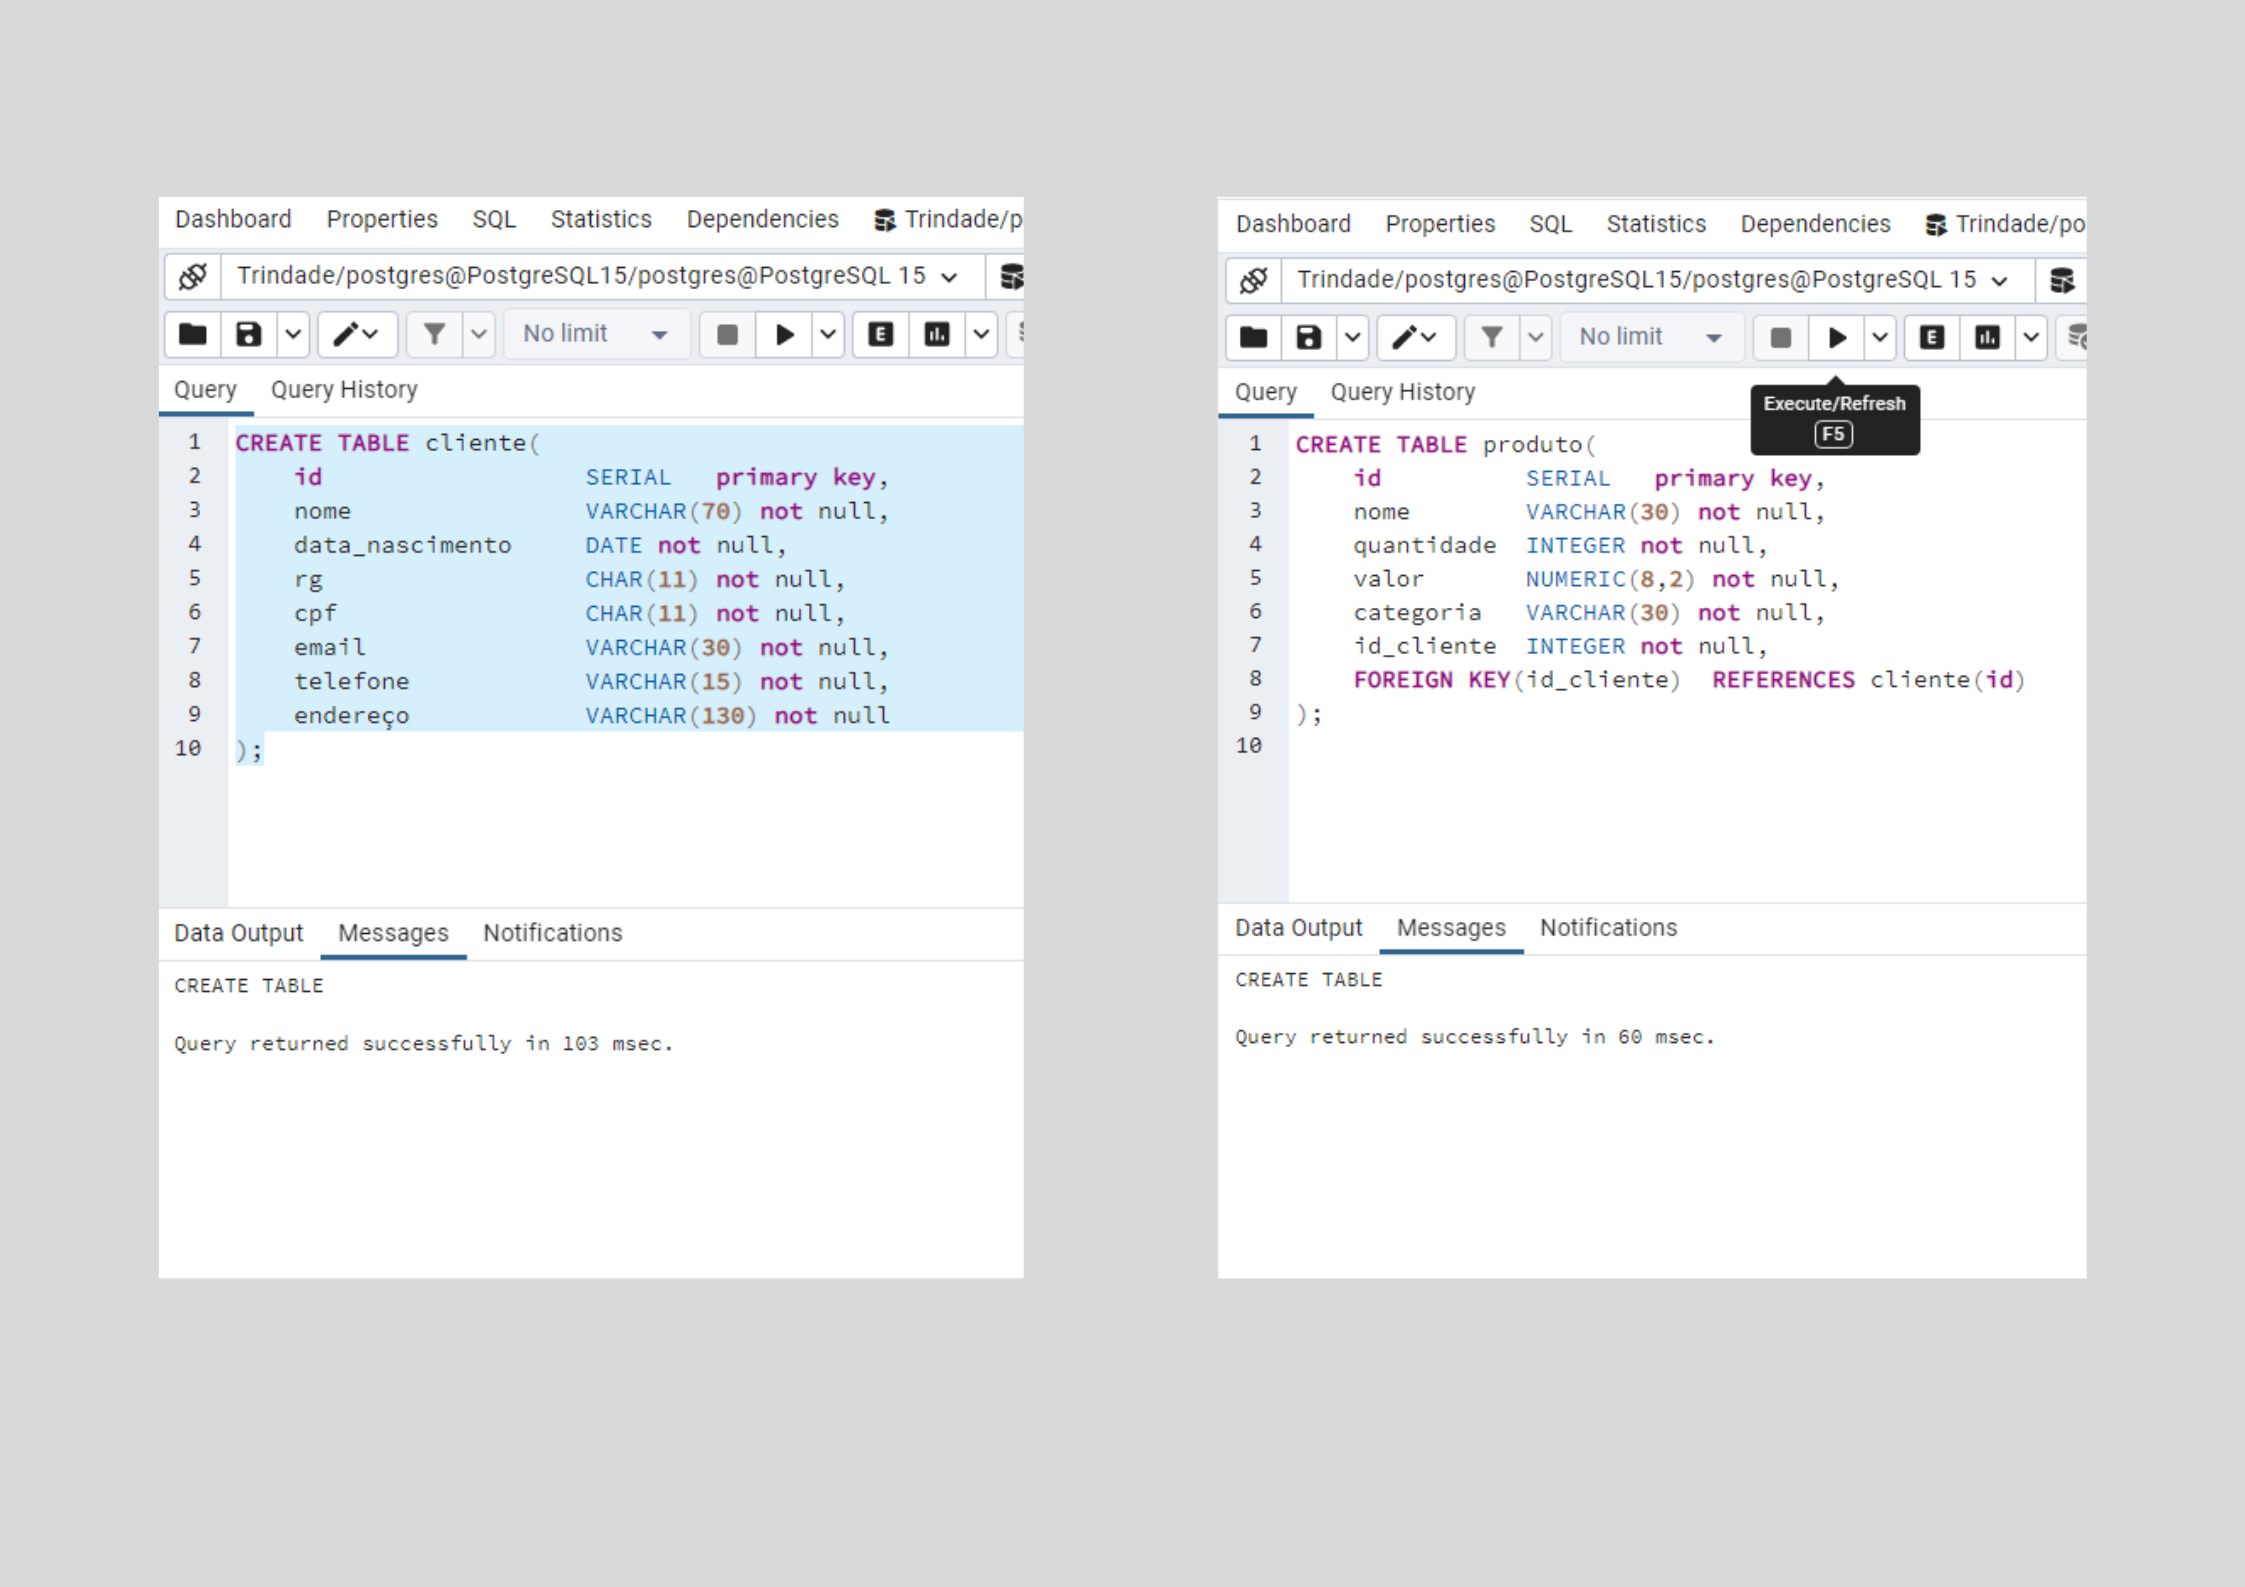 Dashboard Properties SQL Statistics Dependencies Trindade/p
Trindade/postgres@PostgreSQL15/postgres@PostgreSQL 15
No limit E
Query Query History
1 CREATE TABLE cliente(
2 id SERIAL primary key,
3 nome VARCHAR(70) not null,
4 data_nascimento DATE not null,
5 rg CHAR(11) not null,
6 cpf CHAR(11) not null,
7 email VARCHAR(30) not null,
8 telefone VARCHAR(15) not null,
9 endereço VARCHAR(130) not null
10 );
Data Output Messages Notifications
CREATE TABLE
Query returned successfully in 103 msec.
Dashboard Properties SQL Statistics Dependencies Trindade/po
Trindade/postgres@PostgreSQL15/postgres@PostgreSQL 15
No limit E
Query Query History
Execute/Refresh
F5
1 CREATE TABLE produto(
2 id SERIAL primary key,
3 nome VARCHAR(30) not null,
4 quantidade INTEGER not null,
5 valor NUMERIC(8,2) not null,
6 categoria VARCHAR(30) not null,
7 id_cliente INTEGER not null,
8 FOREIGN KEY(id_cliente) REFERENCES cliente(id)
9 );
10
Data Output Messages Notifications
CREATE TABLE
Query returned successfully in 60 msec.